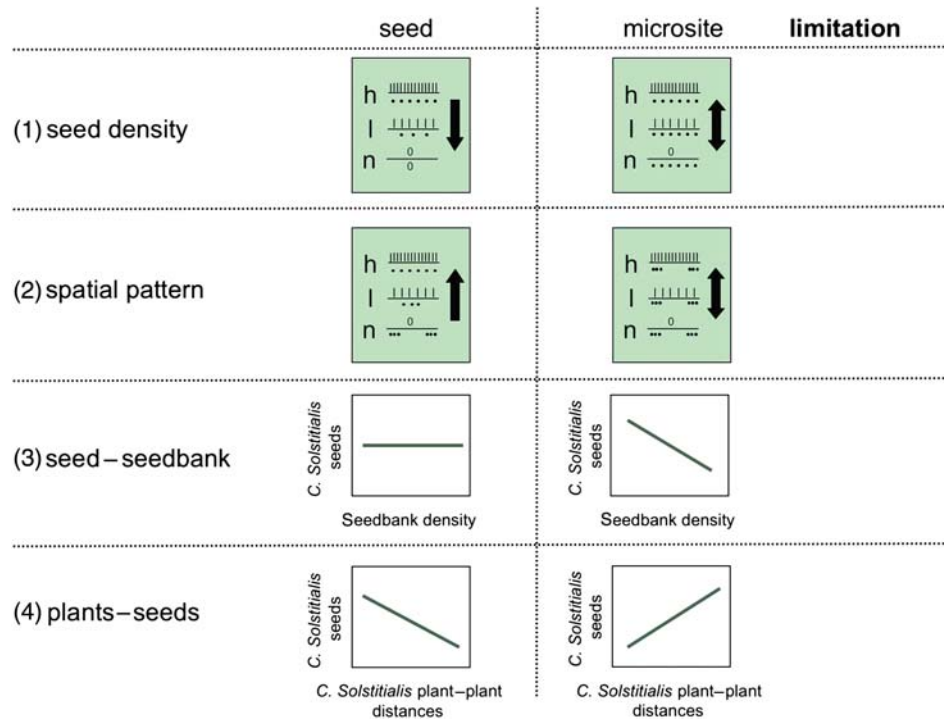 seed microsite limitation
(1) seed density
h
l
0
n
0
h
l
0
n
(2) spatial pattern
h
l
0
n
h
l
0
n
(3) seed–seedbank
C. Solstitialis
seeds
Seedbank density
C. Solstitialis
seeds
Seedbank density
(4) plants–seeds
C. Solstitialis
seeds
C. Solstitialis plant–plant
distances
C. Solstitialis
seeds
C. Solstitialis plant–plant
distances